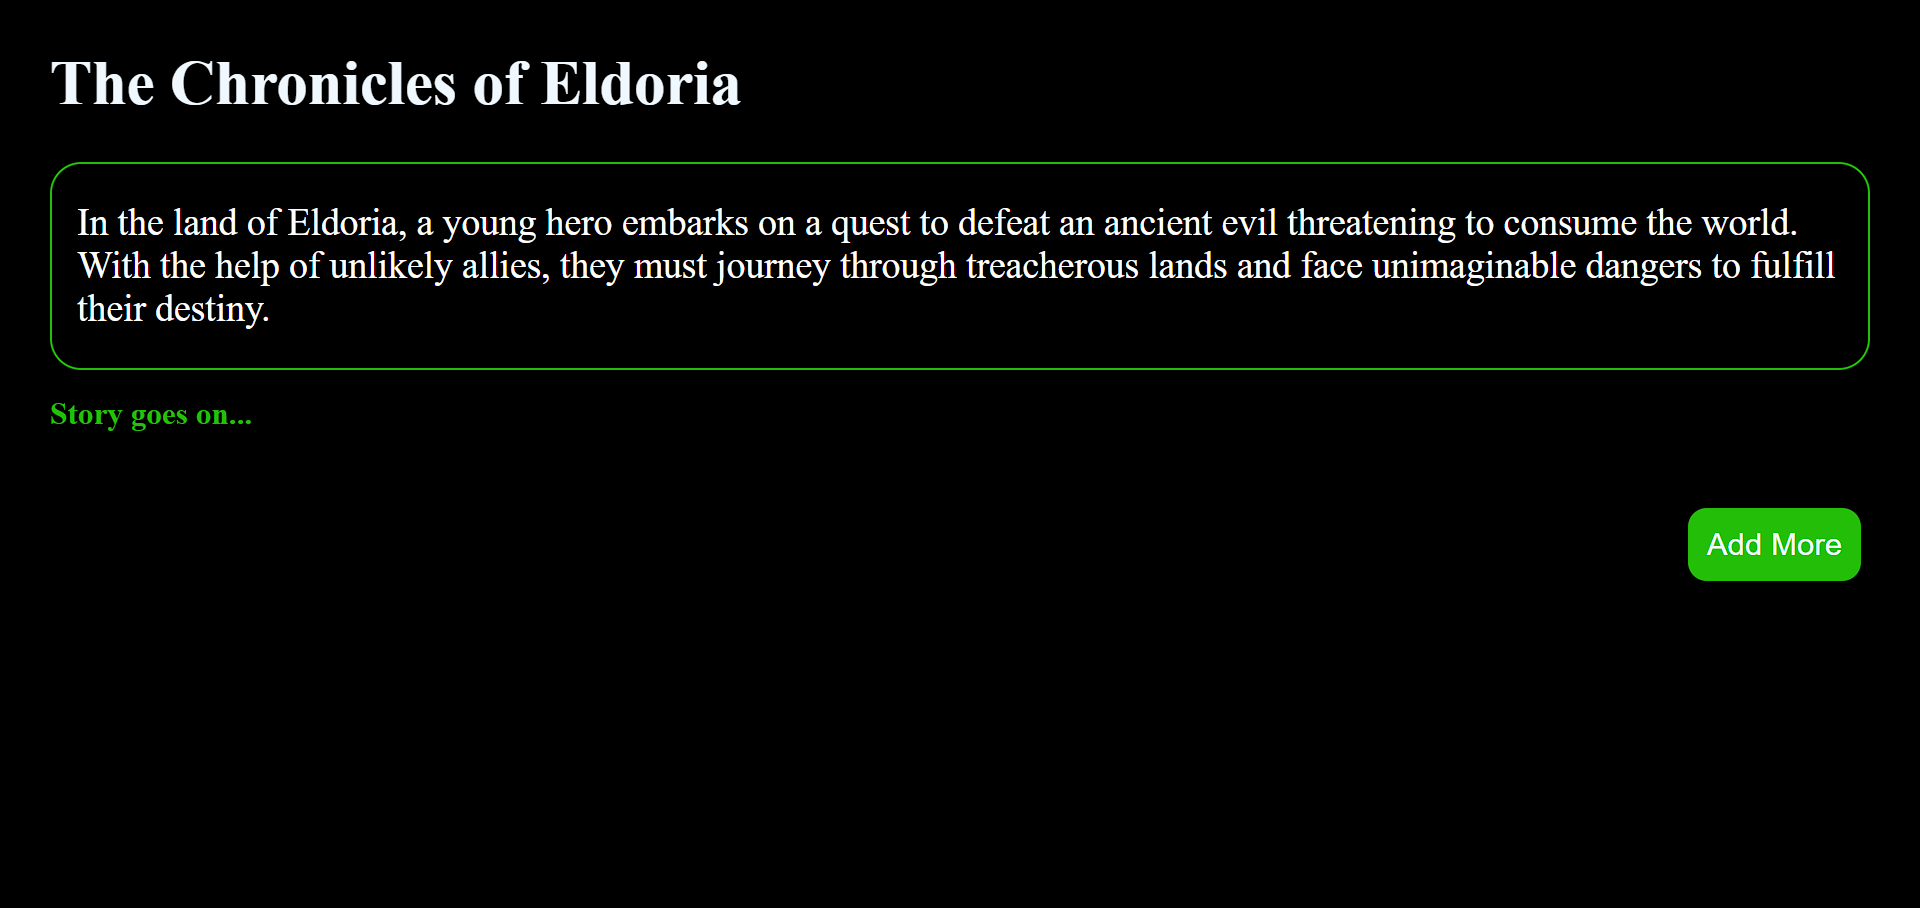 The Chronicles of Eldoria
In the land of Eldoria, a young hero embarks on a quest to defeat an ancient evil threatening to consume the world.
With the help of unlikely allies, they must journey through treacherous lands and face unimaginable dangers to fulfill
their destiny.
Story goes on...
Add More